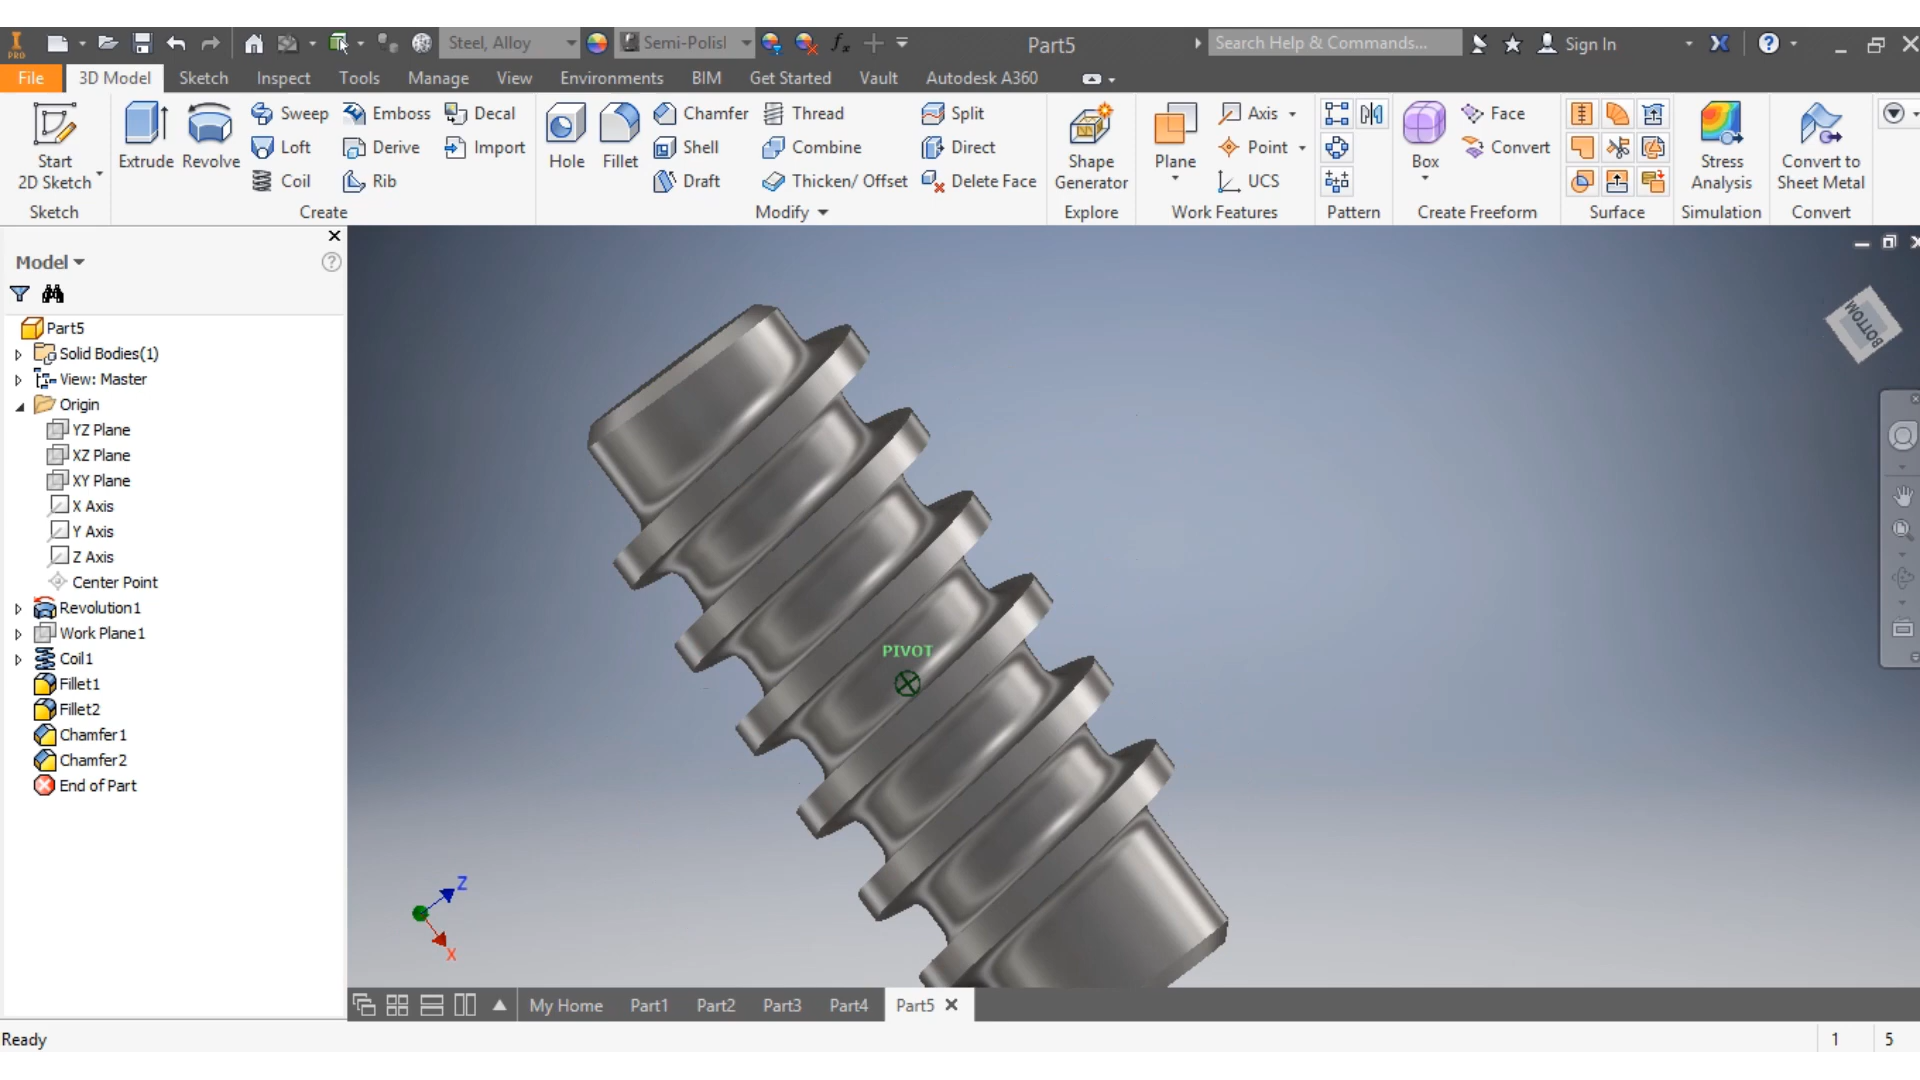 PRO Steel, Alloy Semi-Polisl fx Part5 Search Help & Commands... Sign In
File 3D Model Sketch Inspect Tools Manage View Environments BIM Get Started Vault Autodesk A360
Start
2D Sketch
Extrude Revolve Sweep Emboss Decal
Loft Derive Import
Coil Rib
Hole Fillet Chamfer Thread Split
Shell Combine Direct
Draft Thicken/ Offset Delete Face
Shape
Generator
Plane Axis
Point
UCS
Box Face
Convert
Stress
Analysis
Convert to
Sheet Metal
Sketch Create Modify Explore Work Features Pattern Create Freeform Surface Simulation Convert
Model
Part5
Solid Bodies(1)
View: Master
Origin
YZ Plane
XZ Plane
XY Plane
X Axis
Y Axis
Z Axis
Center Point
Revolution1
Work Plane1
Coil1
Fillet1
Fillet2
Chamfer1
Chamfer2
End of Part
BOTTOM
PIVOT
Z
X
My Home Part1 Part2 Part3 Part4 Part5
Ready 1 5